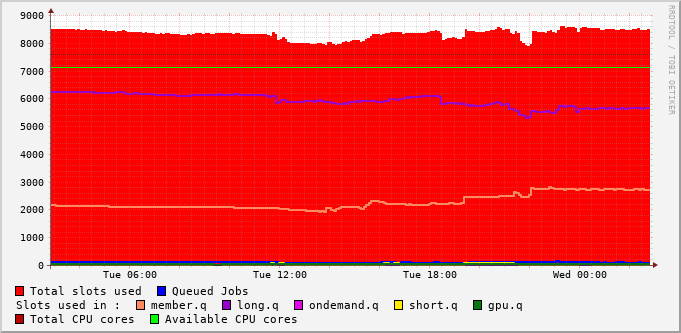 9000
8000
7000
6000
5000
4000
3000
2000
1000
0
Tue 06:00 Tue 12:00 Tue 18:00 Wed 00:00
RRDTOOL / TOBI OETIKER
Total slots used Queued Jobs
Slots used in : member.q long.q ondemand.q short.q gpu.q
Total CPU cores Available CPU cores